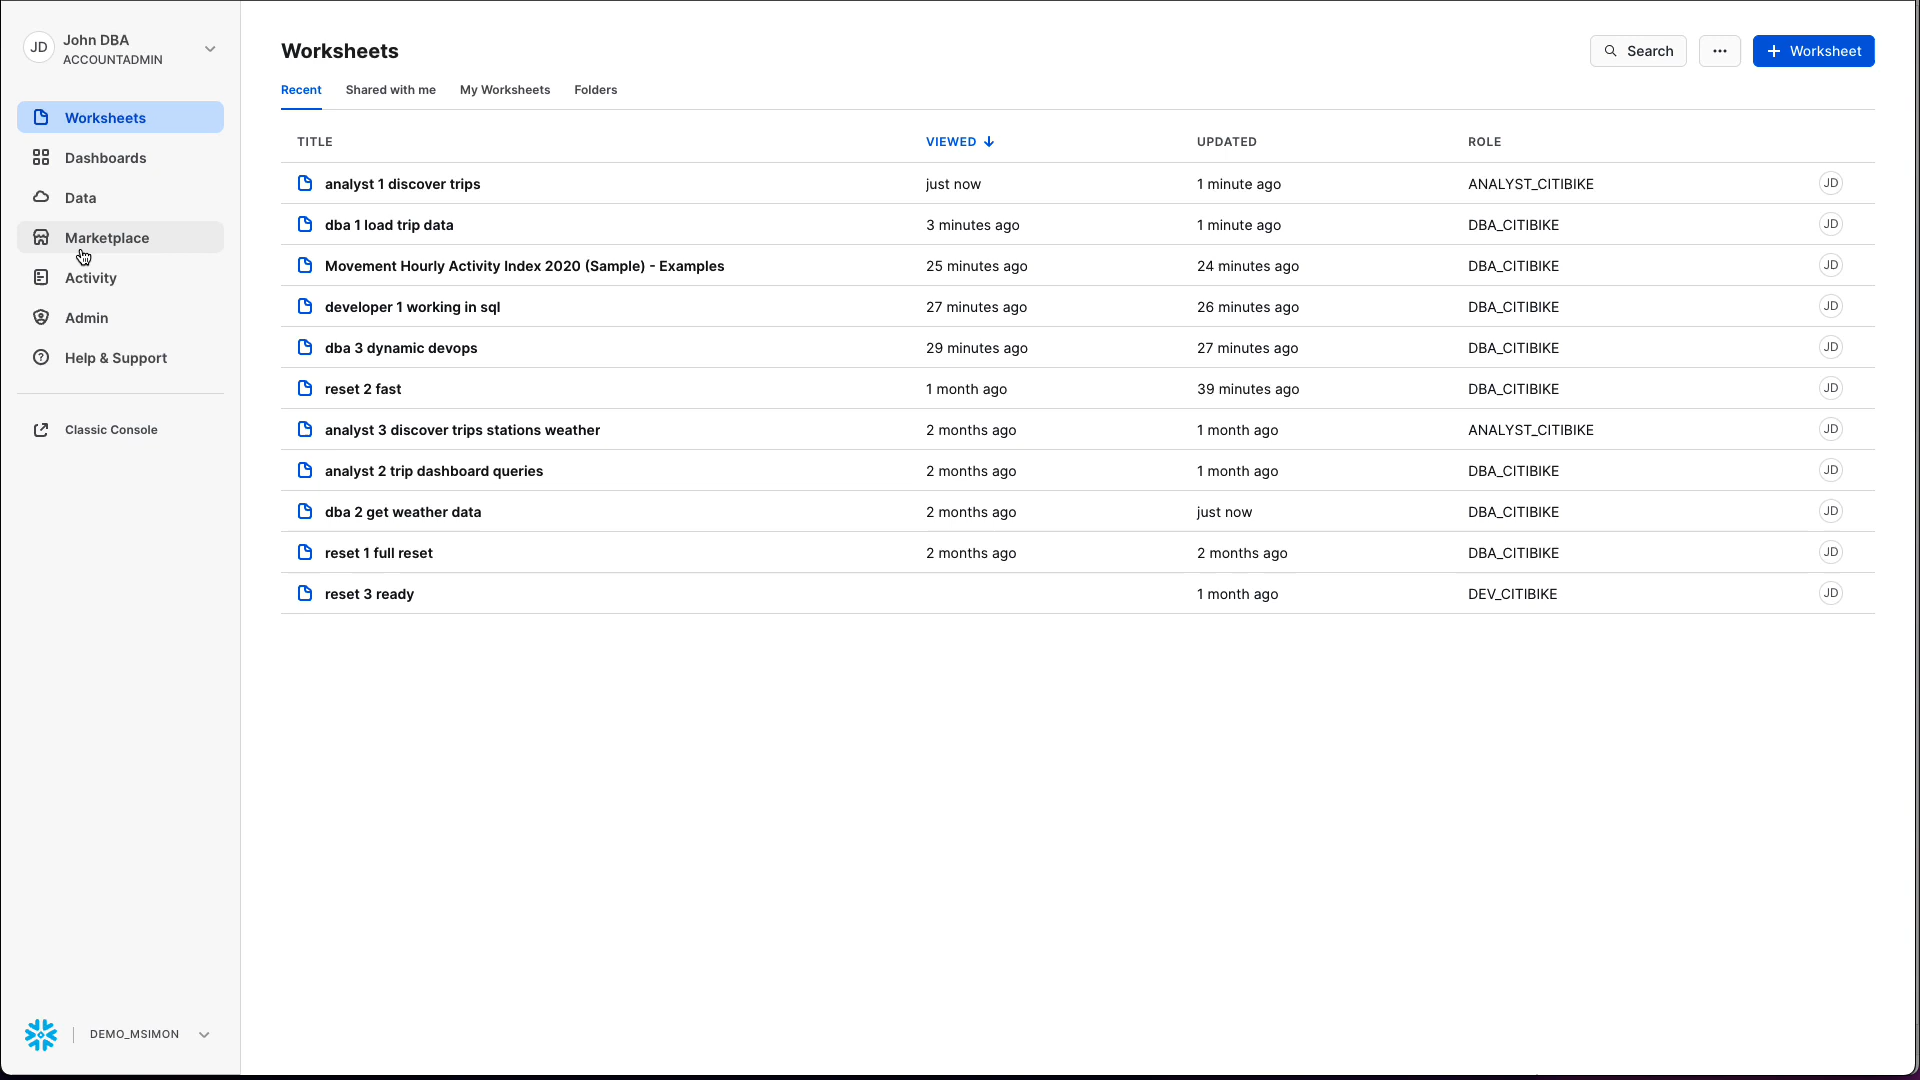 JD John DBA
ACCOUNTADMIN
Worksheets
Dashboards
Data
Marketplace
Activity
Admin
Help & Support
Classic Console
DEMO_MSIMON
Worksheets
Search
Worksheet
Recent Shared with me My Worksheets Folders
TITLE VIEWED UPDATED ROLE
analyst 1 discover trips just now 1 minute ago ANALYST_CITIBIKE JD
dba 1 load trip data 3 minutes ago 1 minute ago DBA_CITIBIKE JD
Movement Hourly Activity Index 2020 (Sample) - Examples 25 minutes ago 24 minutes ago DBA_CITIBIKE JD
developer 1 working in sql 27 minutes ago 26 minutes ago DBA_CITIBIKE JD
dba 3 dynamic devops 29 minutes ago 27 minutes ago DBA_CITIBIKE JD
reset 2 fast 1 month ago 39 minutes ago DBA_CITIBIKE JD
analyst 3 discover trips stations weather 2 months ago 1 month ago ANALYST_CITIBIKE JD
analyst 2 trip dashboard queries 2 months ago 1 month ago DBA_CITIBIKE JD
dba 2 get weather data 2 months ago just now DBA_CITIBIKE JD
reset 1 full reset 2 months ago 2 months ago DBA_CITIBIKE JD
reset 3 ready 1 month ago DEV_CITIBIKE JD